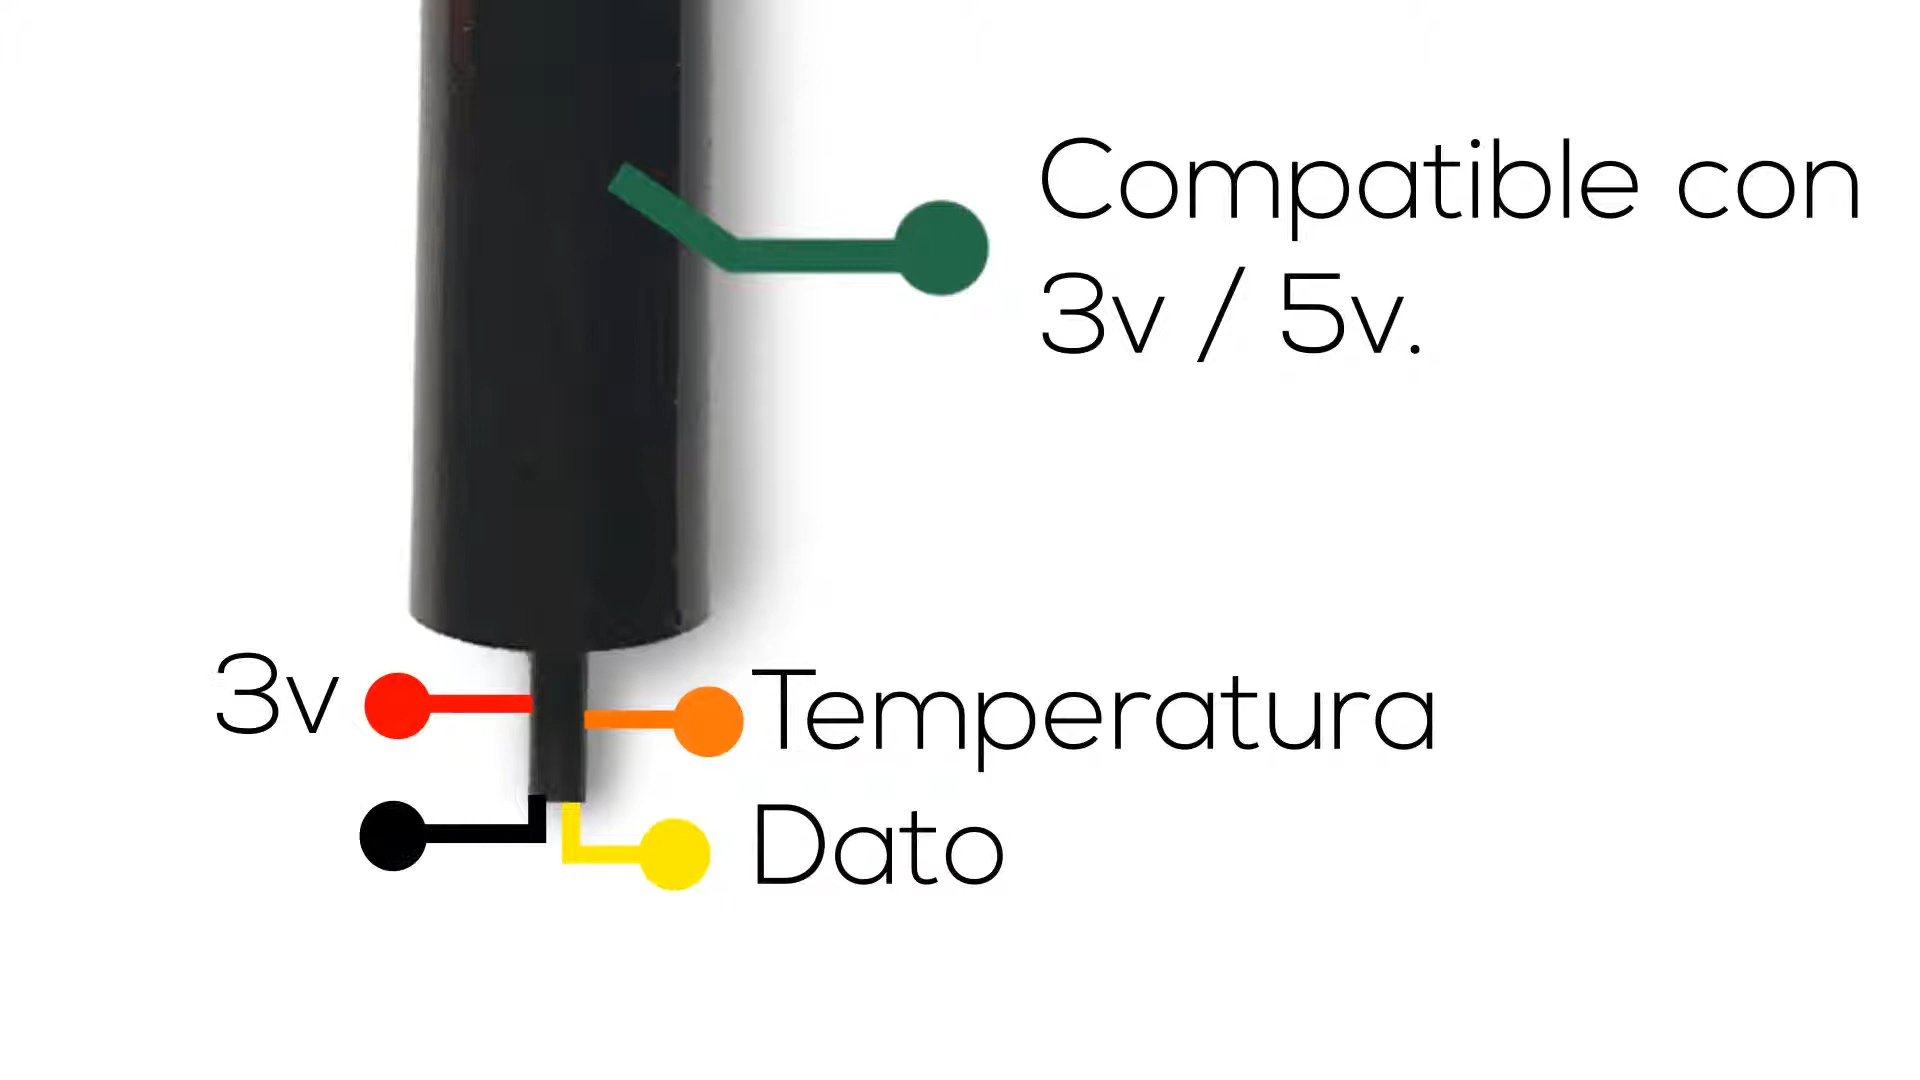 Compatible con
3v / 5v.
3v
Temperatura
Dato